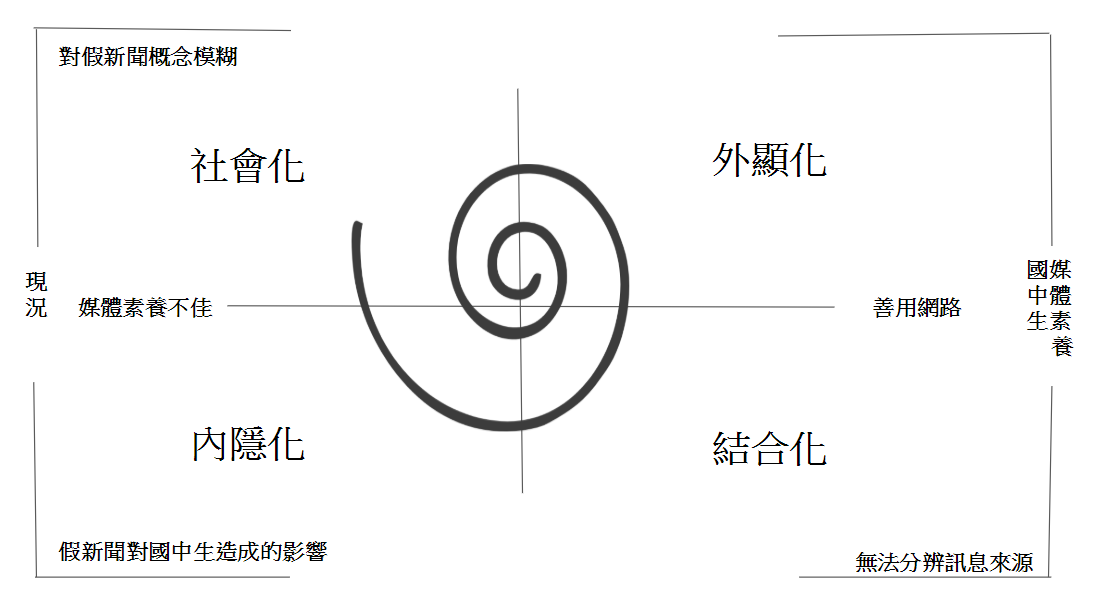 對假新聞概念模糊
社會化
外顯化
現況
媒體素養不佳
善用網路
國中生
媒體素養
內隱化
結合化
假新聞對國中生造成的影響
無法分辨訊息來源